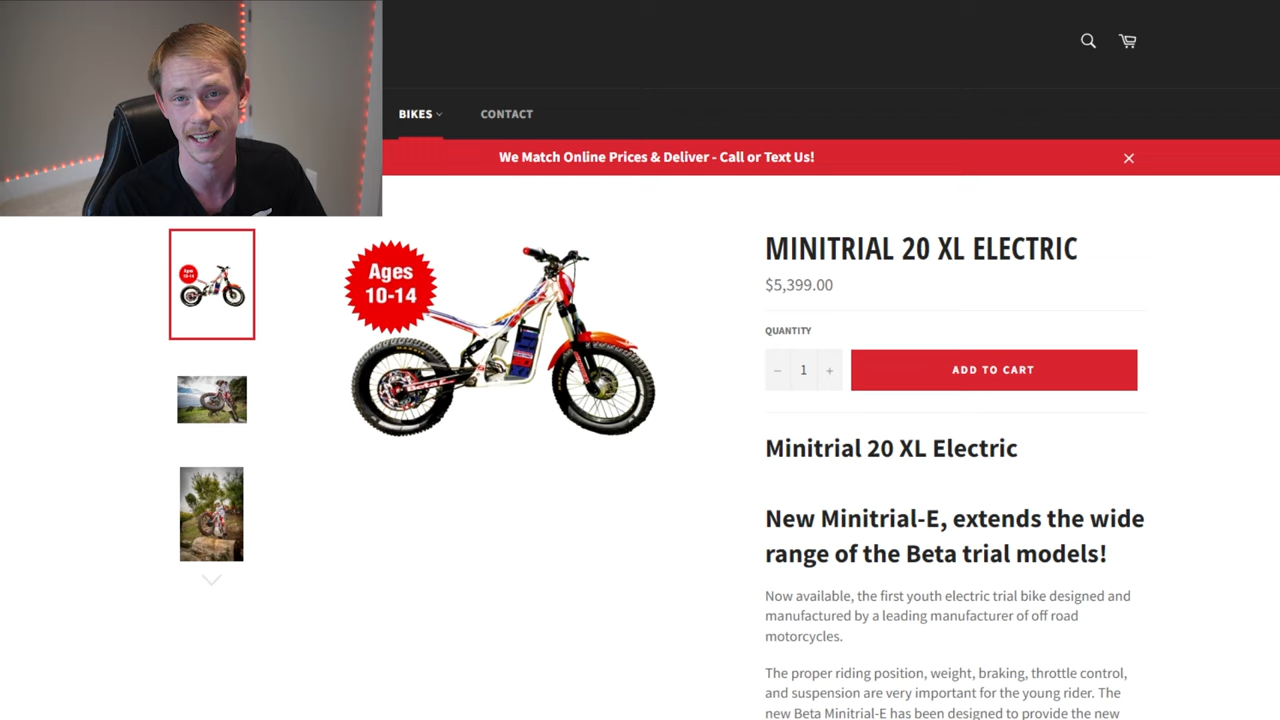 BIKES
CONTACT
We Match Online Prices & Deliver - Call or Text Us!
Ages
10-14
MINITRIAL 20 XL ELECTRIC
$5,399.00
QUANTITY
1
ADD TO CART
Minitrial 20 XL Electric
New Minitrial-E, extends the wide
range of the Beta trial models!
Now available, the first youth electric trial bike designed and
manufactured by a leading manufacturer of off road
motorcycles.
The proper riding position, weight, braking, throttle control,
and suspension are very important for the young rider. The
new Beta Minitrial-E has been designed to provide the new